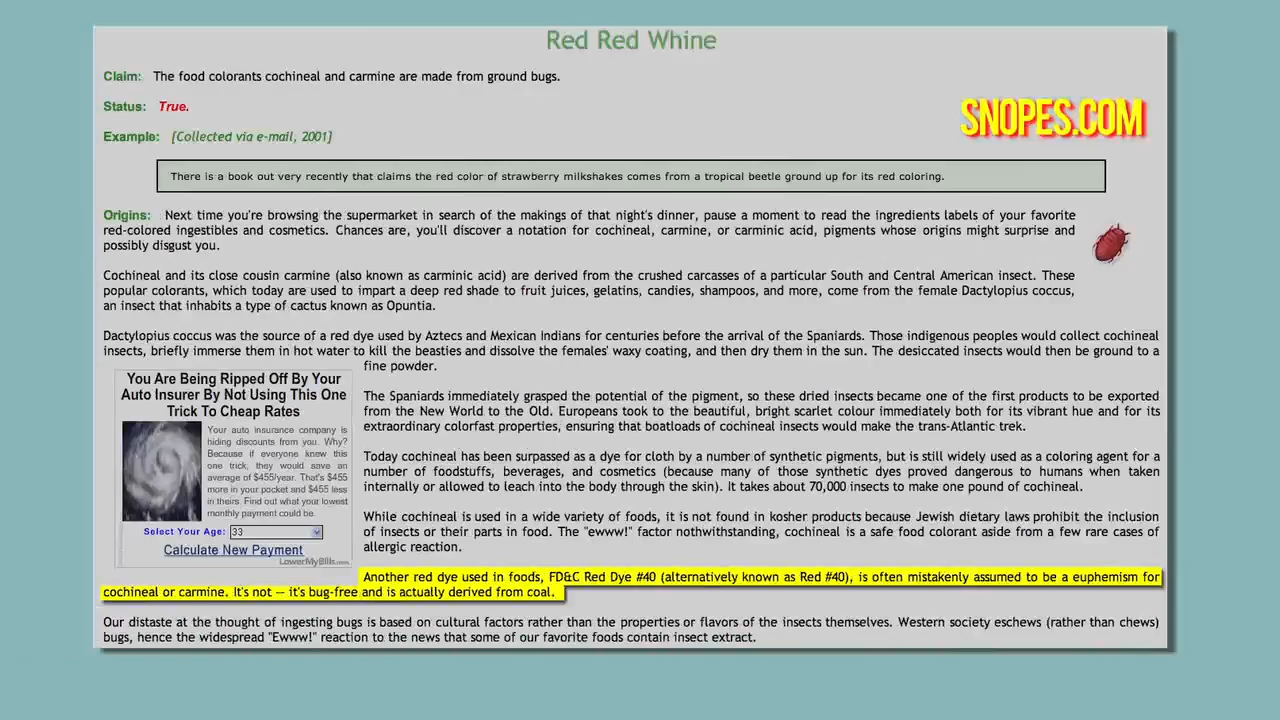 Red Red Whine
Claim: The food colorants cochineal and carmine are made from ground bugs.
Status: True.
SNOPES.COM
Example: [Collected via e-mail, 2001]
There is a book out very recently that claims the red color of strawberry milkshakes comes from a tropical beetle ground up for its red coloring.
Origins: Next time you're browsing the supermarket in search of the makings of that night's dinner, pause a moment to read the ingredients labels of your favorite
red-colored ingestibles and cosmetics. Chances are, you'll discover a notation for cochineal, carmine, or carminic acid, pigments whose origins might surprise and
possibly disgust you.
Cochineal and its close cousin carmine (also known as carminic acid) are derived from the crushed carcasses of a particular South and Central American insect. These
popular colorants, which today are used to impart a deep red shade to fruit juices, gelatins, candies, shampoos, and more, come from the female Dactylopius coccus,
an insect that inhabits a type of cactus known as Opuntia.
Dactylopius coccus was the source of a red dye used by Aztecs and Mexican Indians for centuries before the arrival of the Spaniards. Those indigenous peoples would collect cochineal
insects, briefly immerse them in hot water to kill the beasties and dissolve the females' waxy coating, and then dry them in the sun. The desiccated insects would then be ground to a
fine powder.
You Are Being Ripped Off By Your
Auto Insurer By Not Using This One
Trick To Cheap Rates
Your auto insurance company is
hiding discounts from you. Why?
Because if everyone knew this
one trick, they would save an
average of $455/year. That's $455
more in your pocket and $455 less
in theirs. Find out what your lowest
monthly payment could be.
Select Your Age: 33
Calculate New Payment
LowerMyBills.com
The Spaniards immediately grasped the potential of the pigment, so these dried insects became one of the first products to be exported
from the New World to the Old. Europeans took to the beautiful, bright scarlet colour immediately both for its vibrant hue and for its
extraordinary colorfast properties, ensuring that boatloads of cochineal insects would make the trans-Atlantic trek.
Today cochineal has been surpassed as a dye for cloth by a number of synthetic pigments, but is still widely used as a coloring agent for a
number of foodstuffs, beverages, and cosmetics (because many of those synthetic dyes proved dangerous to humans when taken
internally or allowed to leach into the body through the skin). It takes about 70,000 insects to make one pound of cochineal.
While cochineal is used in a wide variety of foods, it is not found in kosher products because Jewish dietary laws prohibit the inclusion
of insects or their parts in food. The "ewww!" factor nothwithstanding, cochineal is a safe food colorant aside from a few rare cases of
allergic reaction.
Another red dye used in foods, FD&C Red Dye #40 (alternatively known as Red #40), is often mistakenly assumed to be a euphemism for
cochineal or carmine. It's not — it's bug-free and is actually derived from coal.
Our distaste at the thought of ingesting bugs is based on cultural factors rather than the properties or flavors of the insects themselves. Western society eschews (rather than chews)
bugs, hence the widespread "Ewww!" reaction to the news that some of our favorite foods contain insect extract.